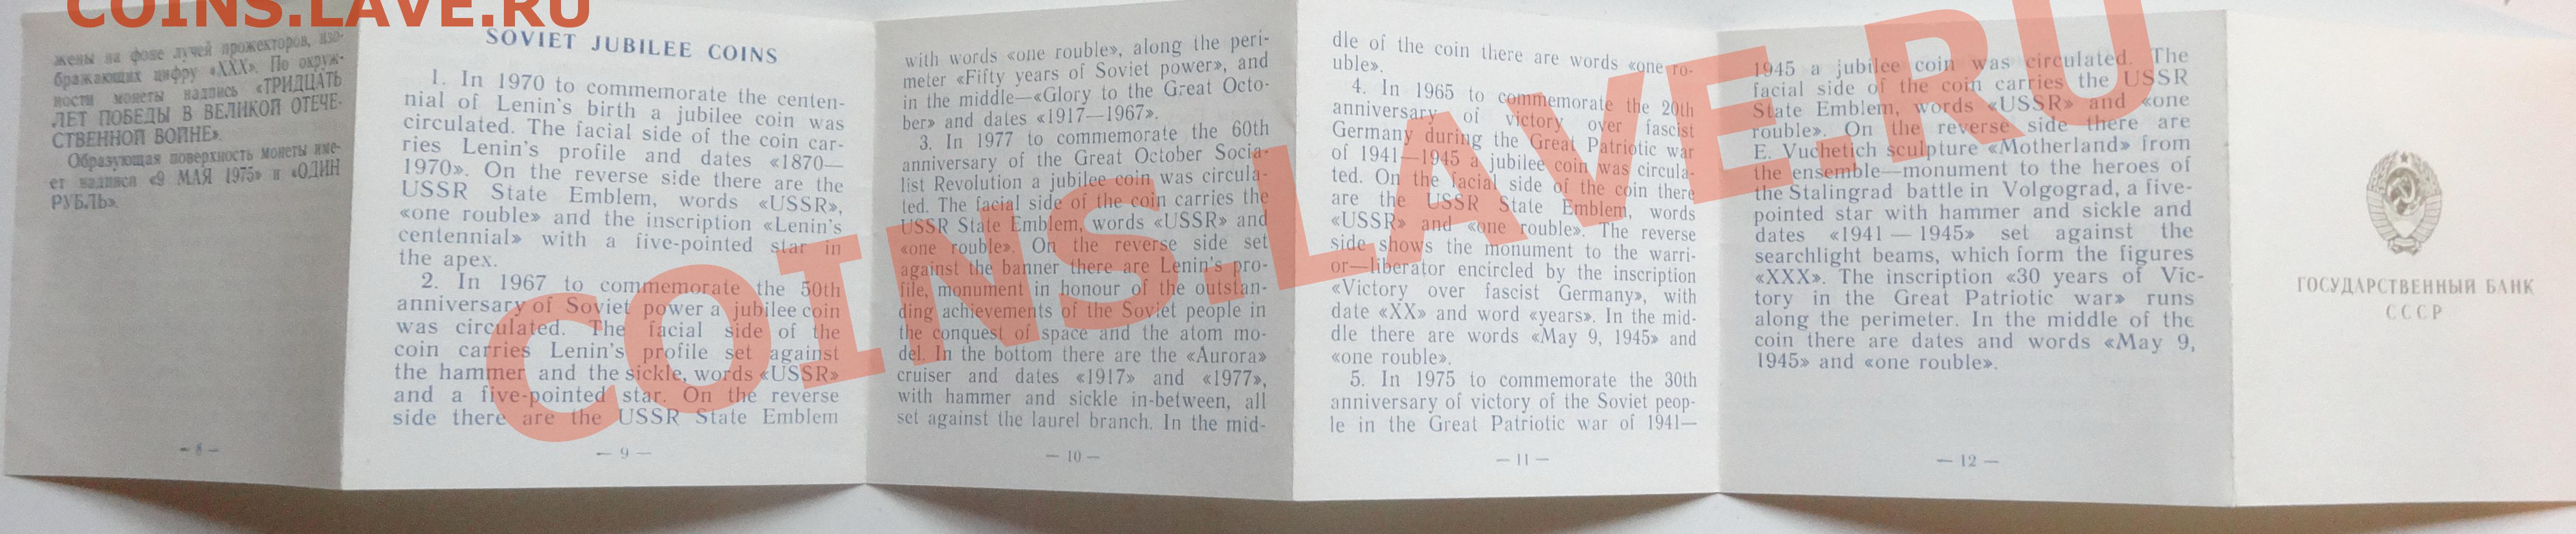 COINS.LAVE.RU
жены на фоне лучей прожекторов, изо-
бражающих цифру «XXX». По окруж-
ности монеты надпись «ТРИДЦАТЬ
ЛЕТ ПОБЕДЫ В ВЕЛИКОЙ ОТЕЧЕ-
СТВЕННОЙ ВОЙНЕ».
Образующая поверхность монеты име-
ет надписи «9 МАЯ 1975» и «ОДИН
РУБЛЬ».
— 8 —
SOVIET JUBILEE COINS
1. In 1970 to commemorate the centen-
nial of Lenin's birth a jubilee coin was
circulated. The facial side of the coin car-
ries Lenin's profile and dates «1870—
1970». On the reverse side there are the
USSR State Emblem, words «USSR»,
«one rouble» and the inscription «Lenin's
centennial» with a five-pointed star in
the apex.
2. In 1967 to commemorate the 50th
anniversary of Soviet power a jubilee coin
was circulated. The facial side of the
coin carries Lenin's profile set against
the hammer and the sickle, words «USSR»
and a five-pointed star. On the reverse
side there are the USSR State Emblem
— 9 —
with words «one rouble», along the peri-
meter «Fifty years of Soviet power», and
in the middle—«Glory to the Great Octo-
ber» and dates «1917—1967».
3. In 1977 to commemorate the 60th
anniversary of the Great October Socia-
list Revolution a jubilee coin was circula-
ted. The facial side of the coin carries the
USSR State Emblem, words «USSR» and
«one rouble». On the reverse side set
against the banner there are Lenin's pro-
file, monument in honour of the outstan-
ding achievements of the Soviet people in
the conquest of space and the atom mo-
del. In the bottom there are the «Aurora»
cruiser and dates «1917» and «1977»,
with hammer and sickle in-between, all
set against the laurel branch. In the mid-
— 10 —
dle of the coin there are words «one ro-
uble».
4. In 1965 to commemorate the 20th
anniversary of victory over fascist
Germany during the Great Patriotic war
of 1941—1945 a jubilee coin was circula-
ted. On the facial side of the coin there
are the USSR State Emblem, words
«USSR» and «one rouble». The reverse
side shows the monument to the warri-
or—liberator encircled by the inscription
«Victory over fascist Germany», with
date «XX» and word «years». In the mid-
dle there are words «May 9, 1945» and
«one rouble».
5. In 1975 to commemorate the 30th
anniversary of victory of the Soviet peop-
le in the Great Patriotic war of 1941—
— 11 —
1945 a jubilee coin was circulated. The
facial side of the coin carries the USSR
State Emblem, words «USSR» and «one
rouble». On the reverse side there are
E. Vuchetich sculpture «Motherland» from
the ensemble—monument to the heroes of
the Stalingrad battle in Volgograd, a five-
pointed star with hammer and sickle and
dates «1941 — 1945» set against the
searchlight beams, which form the figures
«XXX». The inscription «30 years of Vic-
tory in the Great Patriotic war» runs
along the perimeter. In the middle of the
coin there are dates and words «May 9,
1945» and «one rouble».
— 12 —
ГОСУДАРСТВЕННЫЙ БАНК
СССР
COINS.LAVE.RU